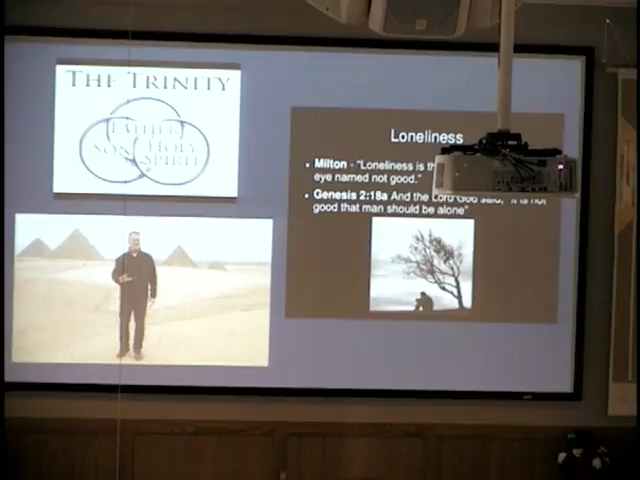 THE TRINITY
FATHER
SON
HOLY
SPIRIT
Loneliness
• Milton - "Loneliness is
eye named not good."
• Genesis 2:18a And the Lord God said, "it is not
good that man should be alone"